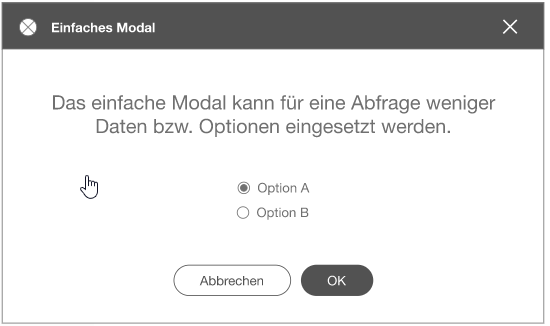 Einfaches Modal
Das einfache Modal kann für eine Abfrage weniger
Daten bzw. Optionen eingesetzt werden.
Option A
Option B
Abbrechen
OK